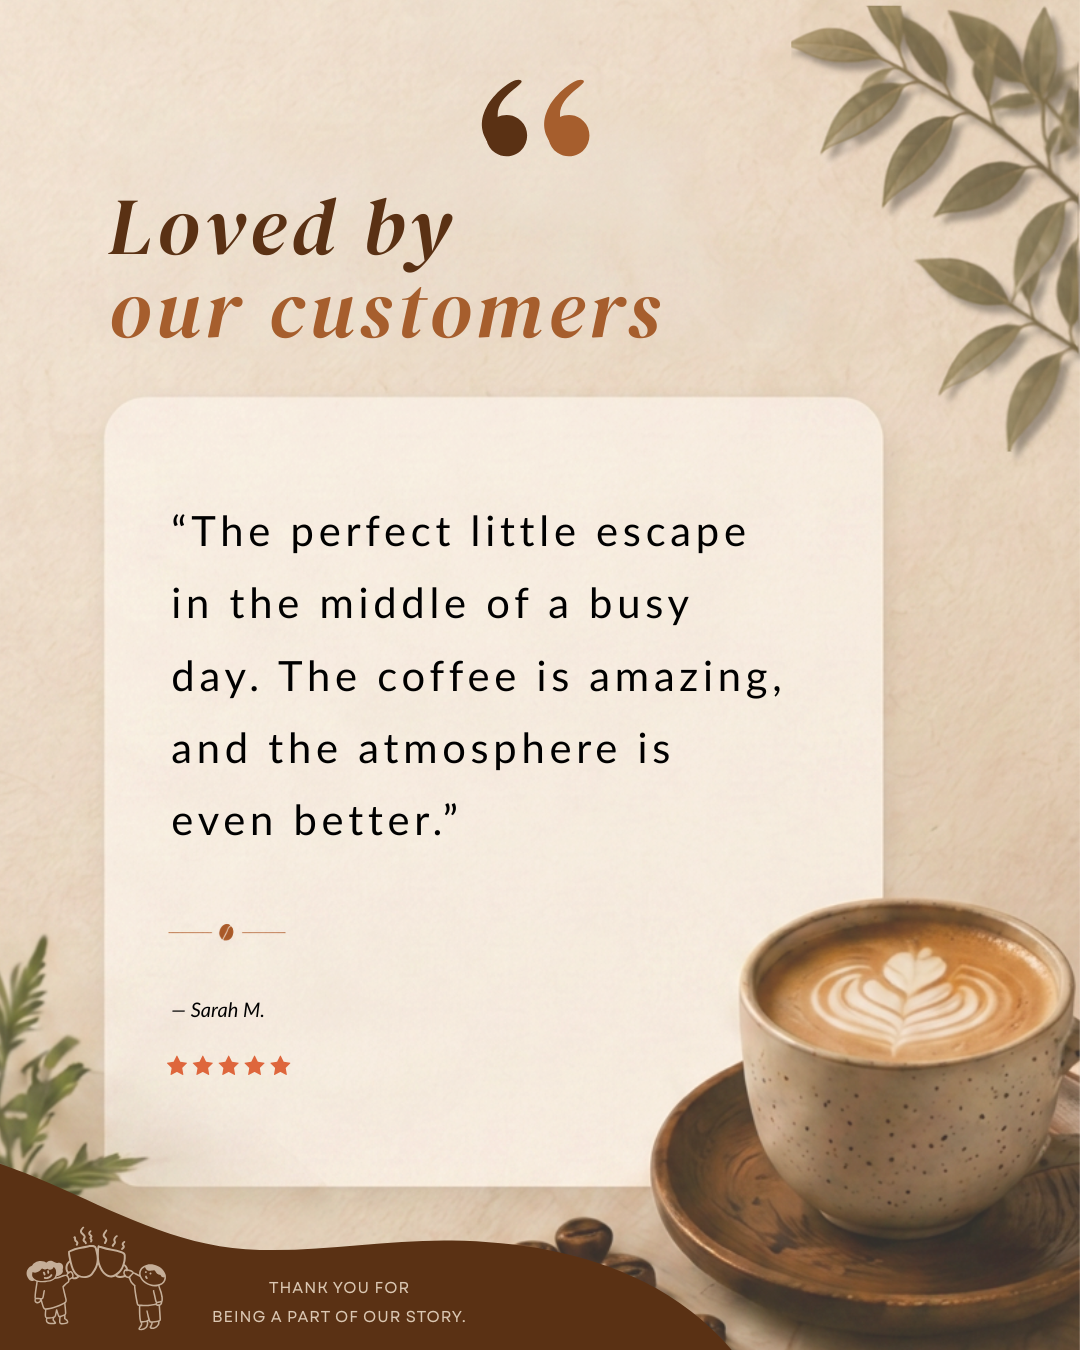 “
Loved by
our customers
“The perfect little escape
in the middle of a busy
day. The coffee is amazing,
and the atmosphere is
even better.”
— Sarah M.
THANK YOU FOR
BEING A PART OF OUR STORY.